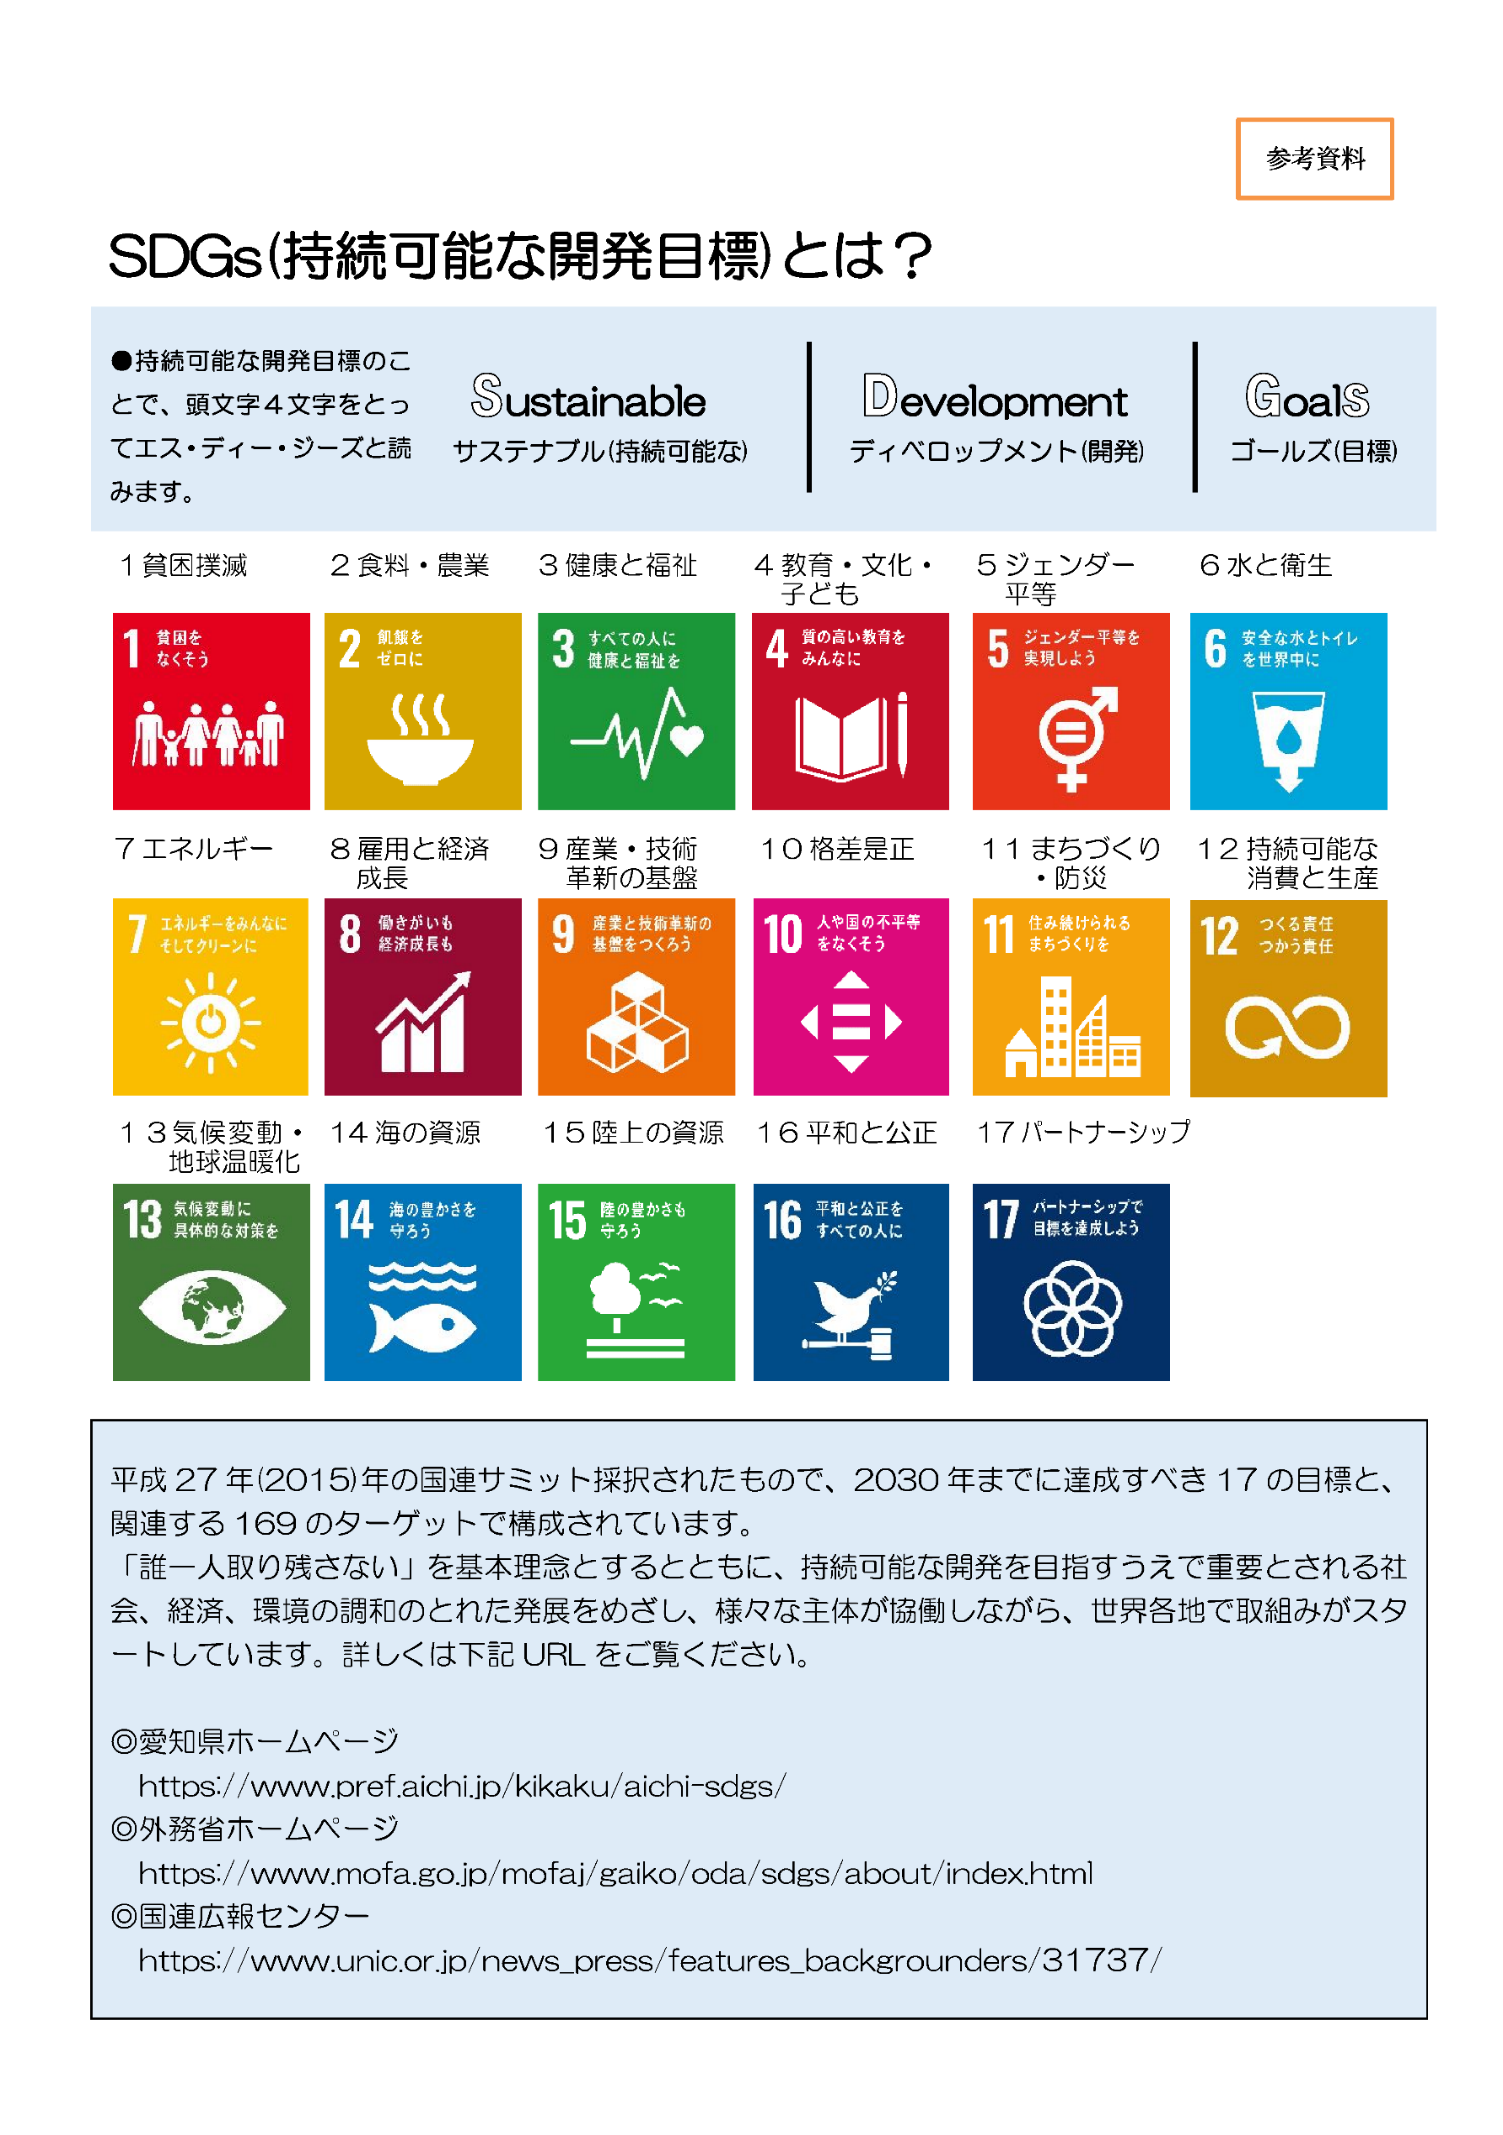 参考資料
SDGs(持続可能な開発目標)とは？
●持続可能な開発目標のこ
とで、頭文字４文字をとっ
てエス・ディー・ジーズと読
みます。
Sustainable
サステナブル(持続可能な)
Development
ディベロップメント(開発)
Goals
ゴールズ(目標)
１貧困撲滅
２食料・農業
３健康と福祉
４教育・文化・
子ども
５ジェンダー
平等
６水と衛生
1 貧困を
なくそう
2 飢餓を
ゼロに
3 すべての人に
健康と福祉を
4 質の高い教育を
みんなに
5 ジェンダー平等を
実現しよう
6 安全な水とトイレ
を世界中に
７エネルギー
８雇用と経済
成長
９産業・技術
革新の基盤
１０格差是正
１１まちづくり
・防災
１２持続可能な
消費と生産
7 エネルギーをみんなに
そしてクリーンに
8 働きがいも
経済成長も
9 産業と技術革新の
基盤をつくろう
10 人や国の不平等
をなくそう
11 住み続けられる
まちづくりを
12 つくる責任
つかう責任
１３気候変動・
地球温暖化
１４海の資源
１５陸上の資源
１６平和と公正
１７パートナーシップ
13 気候変動に
具体的な対策を
14 海の豊かさを
守ろう
15 陸の豊かさも
守ろう
16 平和と公正を
すべての人に
17 パートナーシップで
目標を達成しよう
平成27年(2015)年の国連サミット採択されたもので、2030年までに達成すべき17の目標と、
関連する169のターゲットで構成されています。
「誰一人取り残さない」を基本理念とするとともに、持続可能な開発を目指すうえで重要とされる社
会、経済、環境の調和のとれた発展をめざし、様々な主体が協働しながら、世界各地で取組みがスタ
ートしています。詳しくは下記URLをご覧ください。
◎愛知県ホームページ
https://www.pref.aichi.jp/kikaku/aichi-sdgs/
◎外務省ホームページ
https://www.mofa.go.jp/mofaj/gaiko/oda/sdgs/about/index.html
◎国連広報センター
https://www.unic.or.jp/news_press/features_backgrounders/31737/